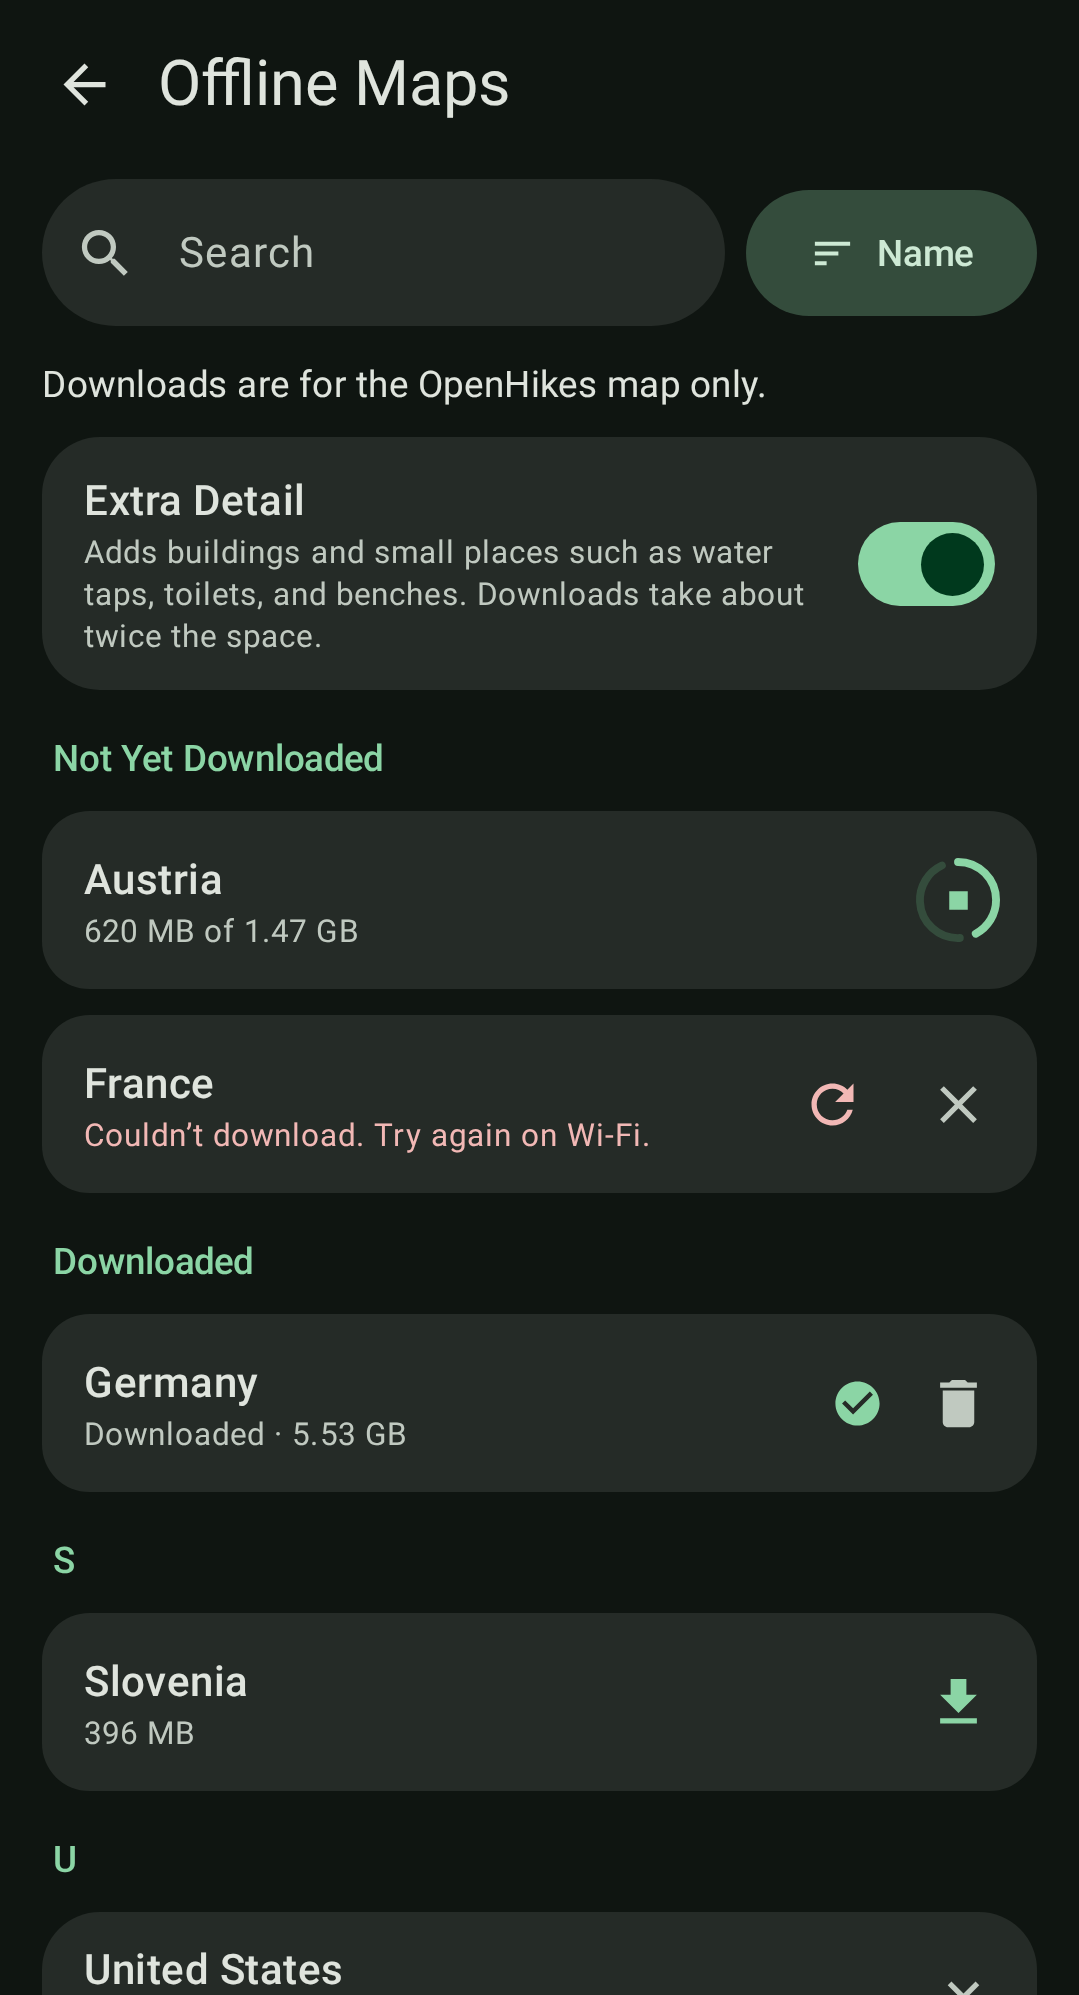 Offline Maps
Search
Name
Downloads are for the OpenHikes map only.
Extra Detail
Adds buildings and small places such as water
taps, toilets, and benches. Downloads take about
twice the space.
Not Yet Downloaded
Austria
620 MB of 1.47 GB
France
Couldn’t download. Try again on Wi-Fi.
Downloaded
Germany
Downloaded · 5.53 GB
S
Slovenia
396 MB
U
United States